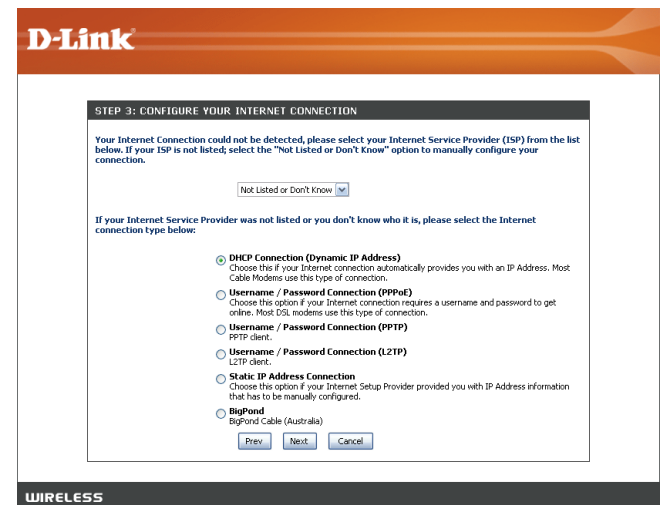 D-Link
STEP 3: CONFIGURE YOUR INTERNET CONNECTION
Your Internet Connection could not be detected, please select your Internet Service Provider (ISP) from the list
below. If your ISP is not listed; select the "Not Listed or Don't Know" option to manually configure your
connection.
Not Listed or Don't Know
If your Internet Service Provider was not listed or you don't know who it is, please select the Internet
connection type below:
DHCP Connection (Dynamic IP Address)
Choose this if your Internet connection automatically provides you with an IP Address. Most
Cable Modems use this type of connection.
Username / Password Connection (PPPoE)
Choose this option if your Internet connection requires a username and password to get
online. Most DSL modems use this type of connection.
Username / Password Connection (PPTP)
PPTP client.
Username / Password Connection (L2TP)
L2TP client.
Static IP Address Connection
Choose this option if your Internet Setup Provider provided you with IP Address information
that has to be manually configured.
BigPond
BigPond Cable (Australia)
Prev Next Cancel
WIRELESS